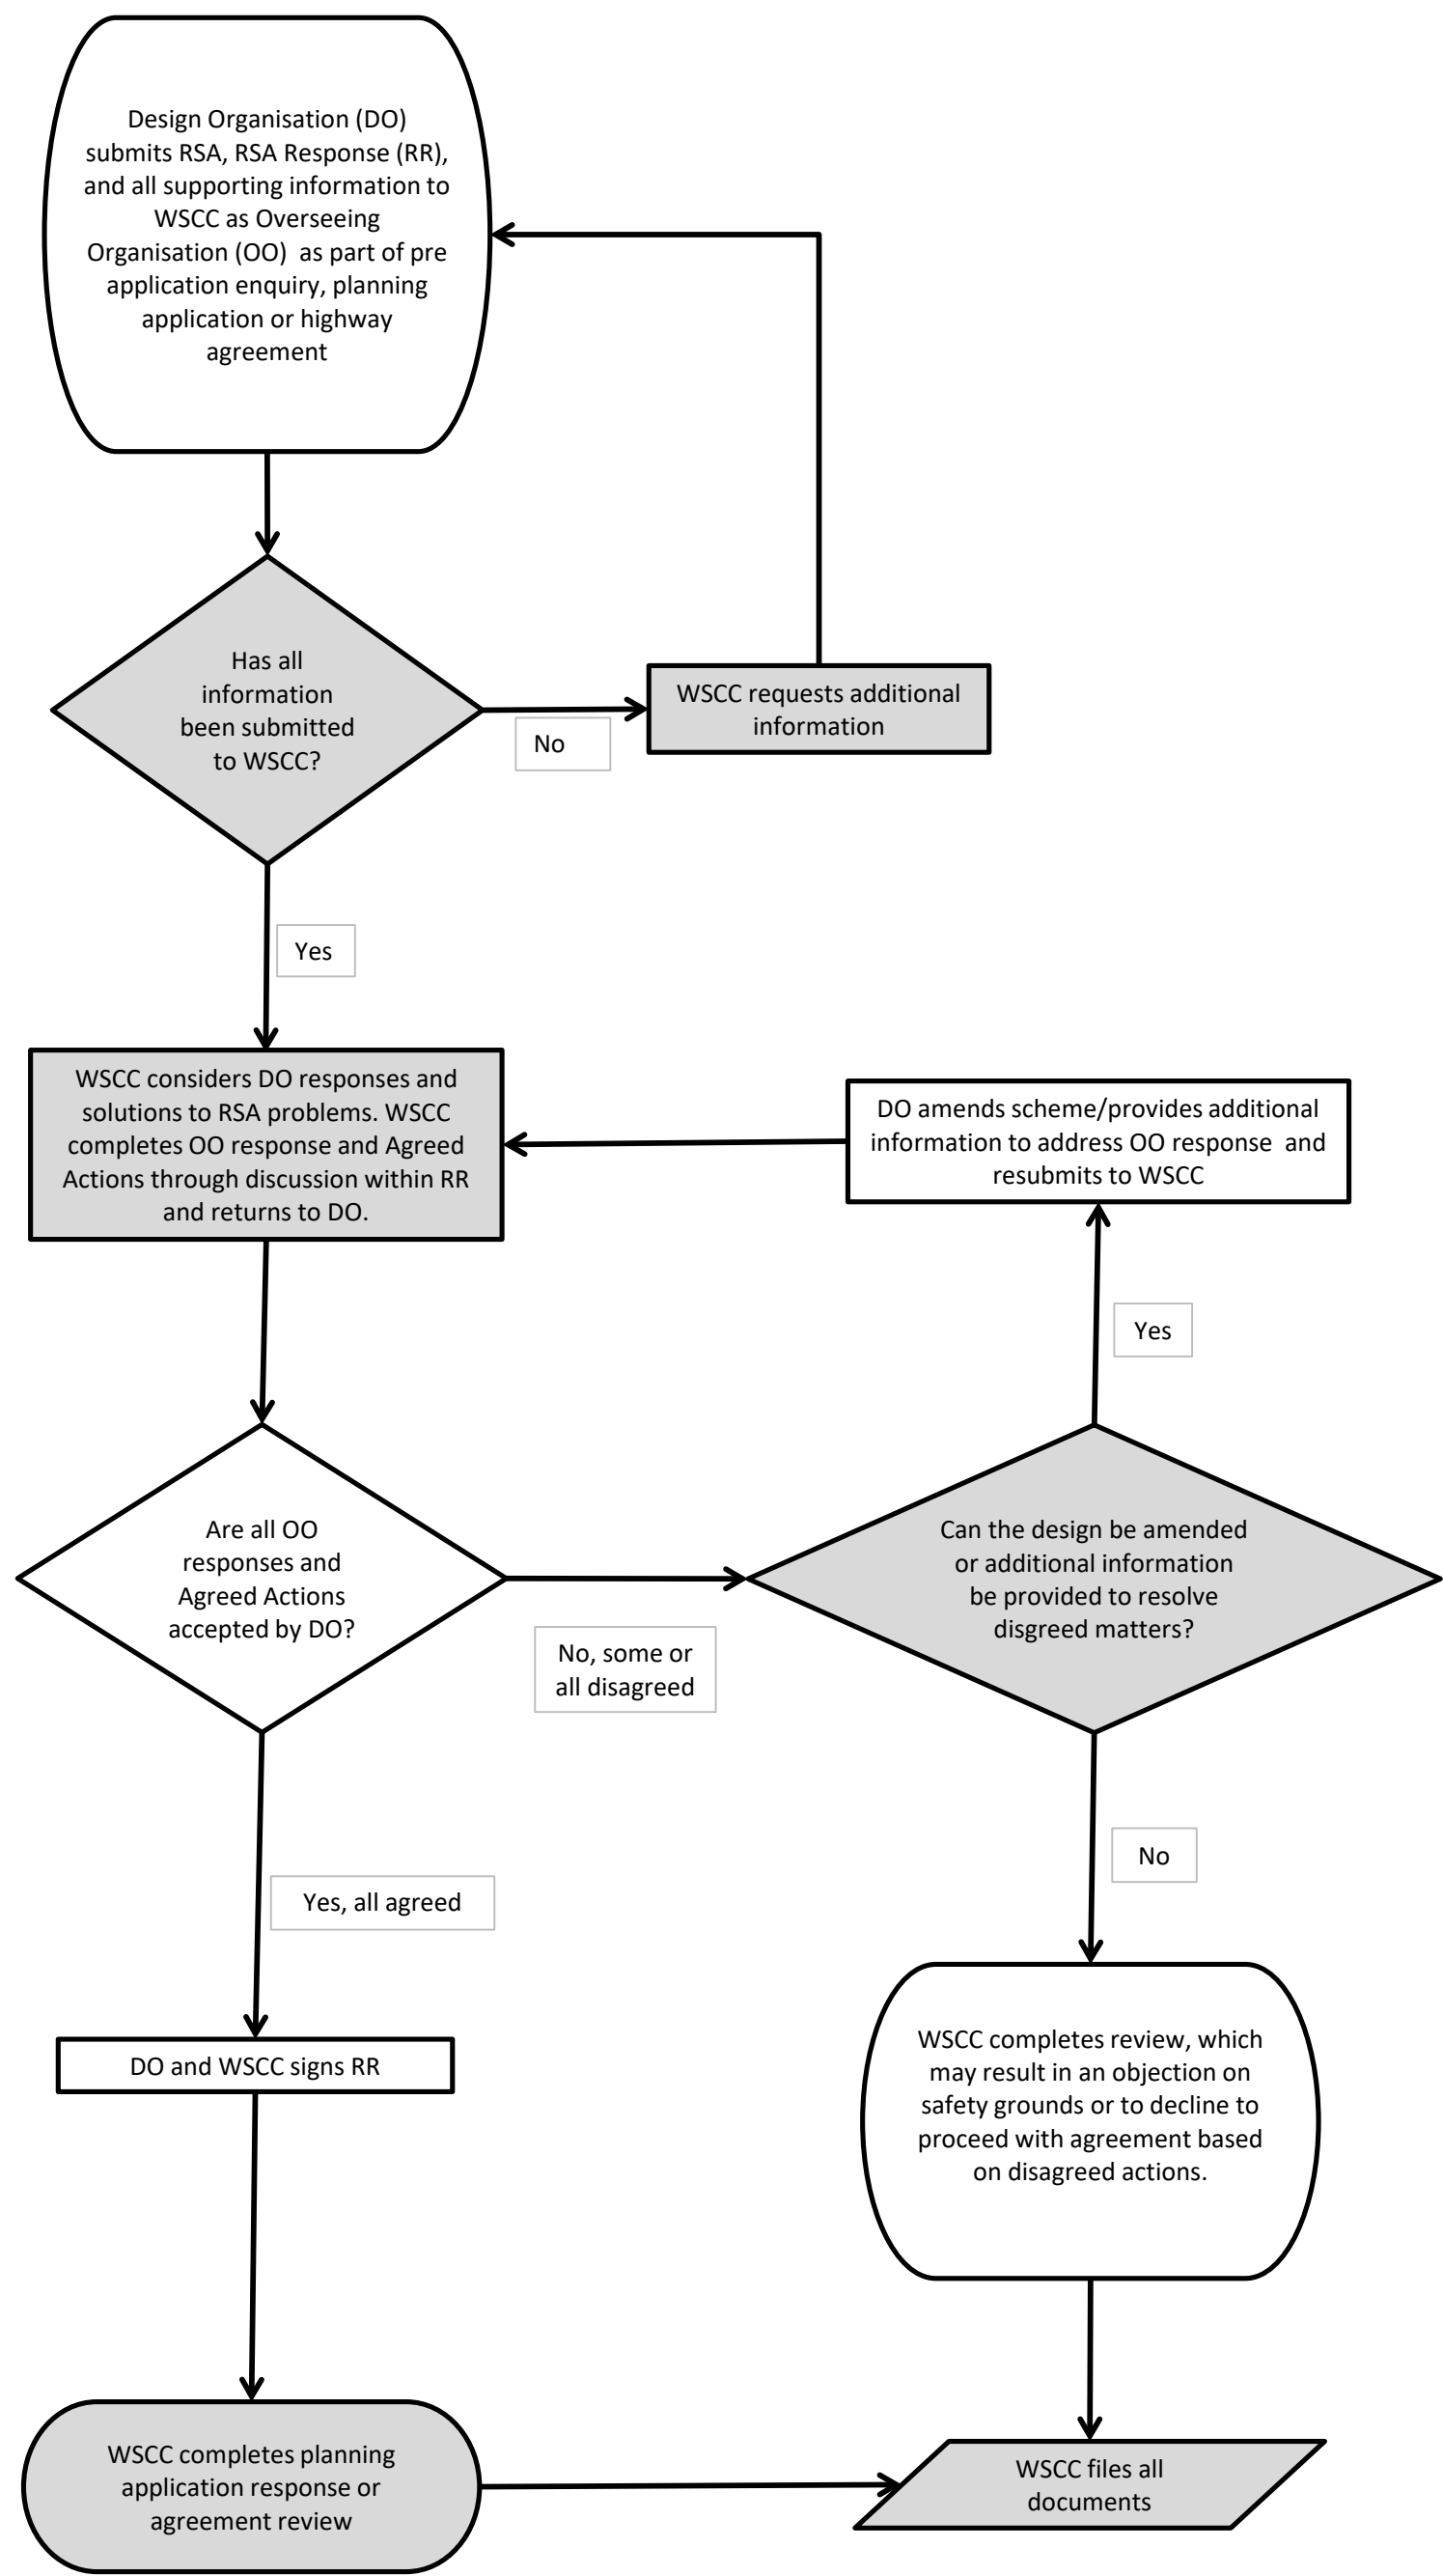 Design Organisation (DO)
submits RSA, RSA Response (RR),
and all supporting information to
WSCC as Overseeing
Organisation (OO) as part of pre
application enquiry, planning
application or highway
agreement
Has all
information
been submitted
to WSCC?
No
WSCC requests additional
information
Yes
WSCC considers DO responses and
solutions to RSA problems. WSCC
completes OO response and Agreed
Actions through discussion within RR
and returns to DO.
DO amends scheme/provides additional
information to address OO response and
resubmits to WSCC
Yes
Are all OO
responses and
Agreed Actions
accepted by DO?
No, some or
all disagreed
Can the design be amended
or additional information
be provided to resolve
disgreed matters?
No
Yes, all agreed
DO and WSCC signs RR
WSCC completes review, which
may result in an objection on
safety grounds or to decline to
proceed with agreement based
on disagreed actions.
WSCC completes planning
application response or
agreement review
WSCC files all
documents